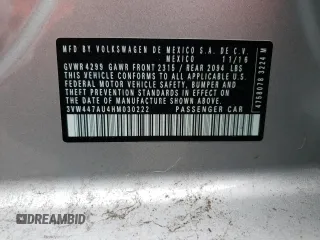 MFD BY VOLKSWAGEN DE MEXICO S.A. DE C.V.
MEXICO 11/16
GVWR 4299 GAWR FRONT 2315 / REAR 2094 LBS
THIS VEHICLE CONFORMS TO ALL APPLICABLE U.S.
FEDERAL MOTOR VEHICLE SAFETY, BUMPER, AND
THEFT PREVENTION STANDARDS IN EFFECT ON
THE DATE OF MANUFACTURE SHOWN ABOVE.
3VW447AU4HM030222 PASSENGER CAR
4758078 3224 M
DREAMBID